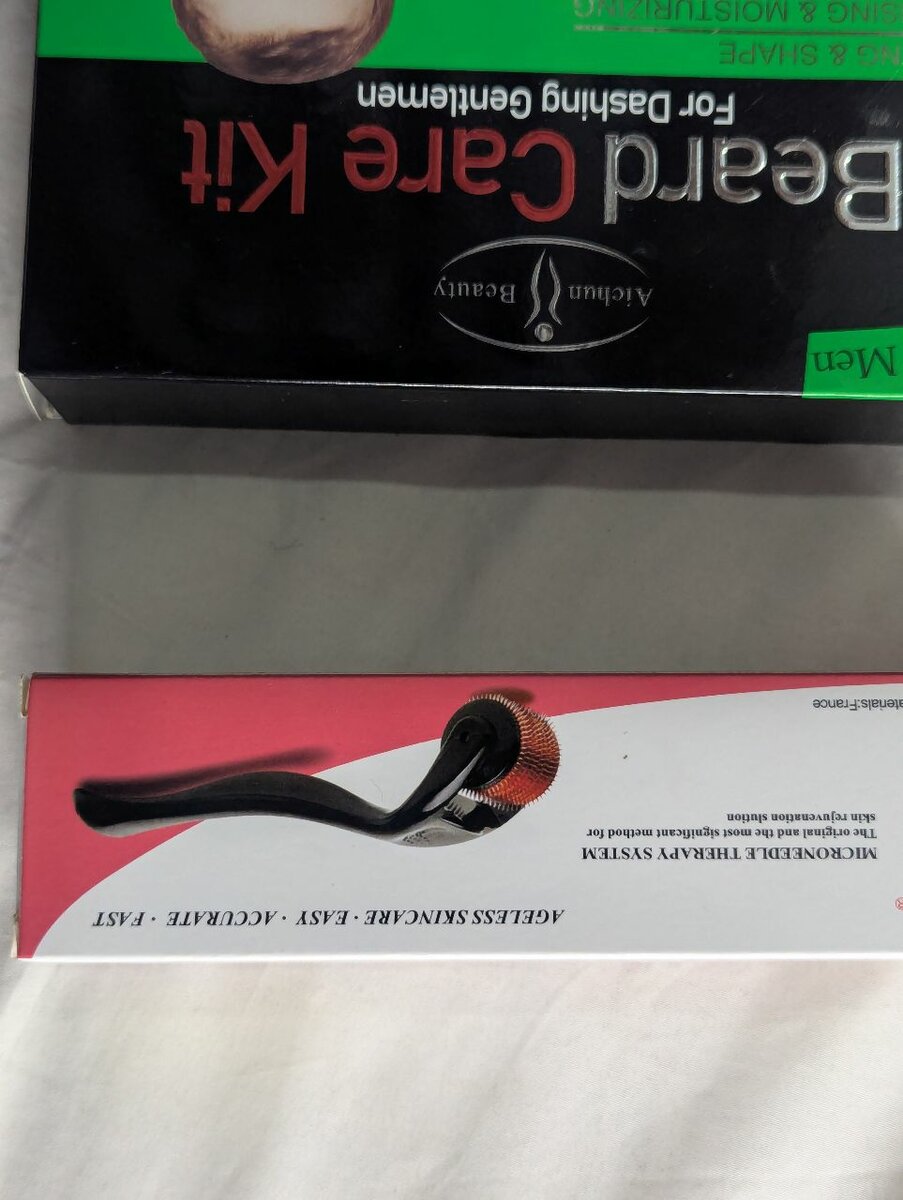 AGELESS SKINCARE · EASY · ACCURATE · FAST
MICRONEEDLE THERAPY SYSTEM
The original and the most significant method for
skin rejuvenation slution
aterials:France
Men
Aichun Beauty
Beard Care Kit
For Dashing Gentlemen
NG & SHAPE
SING & MOISTURIZING